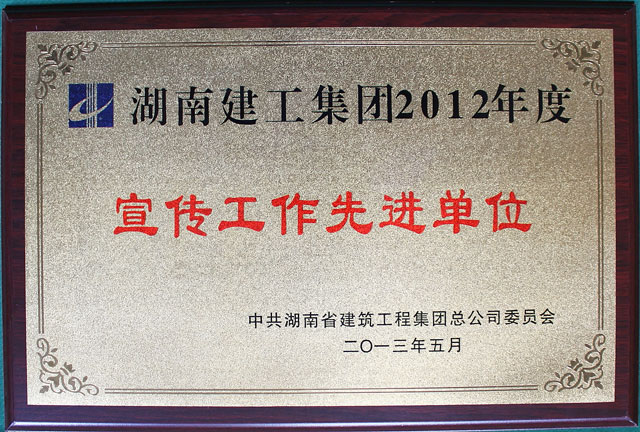 湖南建工集团2012年度
宣传工作先进单位
中共湖南省建筑工程集团总公司委员会
二〇一三年五月